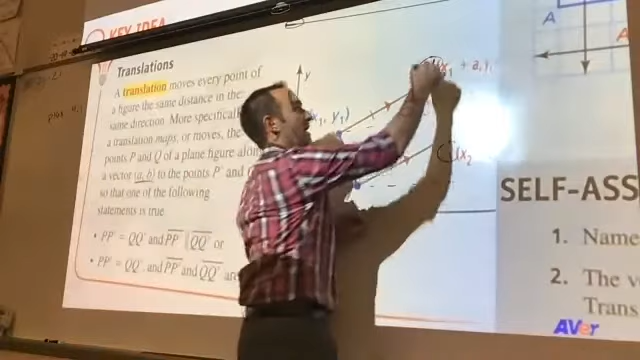 KEY IDEA
Translations
A translation moves every point of
a figure the same distance in the
same direction. More specifically,
a translation maps, or moves, the
points P and Q of a plane figure along
a vector (a, b) to the points P' and
so that one of the following
statements is true.
• PP' = QQ' and PP' || QQ' or
• PP' = QQ' and PP' and QQ' are
y
x₁, y₁)
x₁ + a, y₁
(x₂
A
A
SELF-ASS
1. Name
2. The v
Trans
AVer